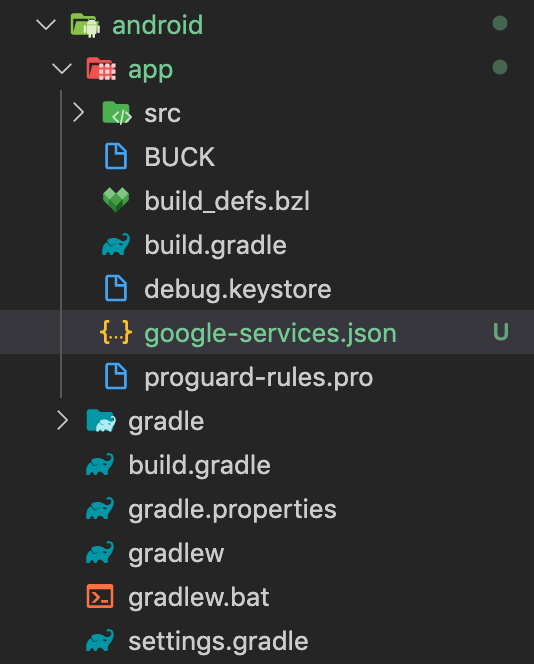 android
app
src
BUCK
build_defs.bzl
build.gradle
debug.keystore
{...} google-services.json U
proguard-rules.pro
gradle
build.gradle
gradle.properties
gradlew
gradlew.bat
settings.gradle